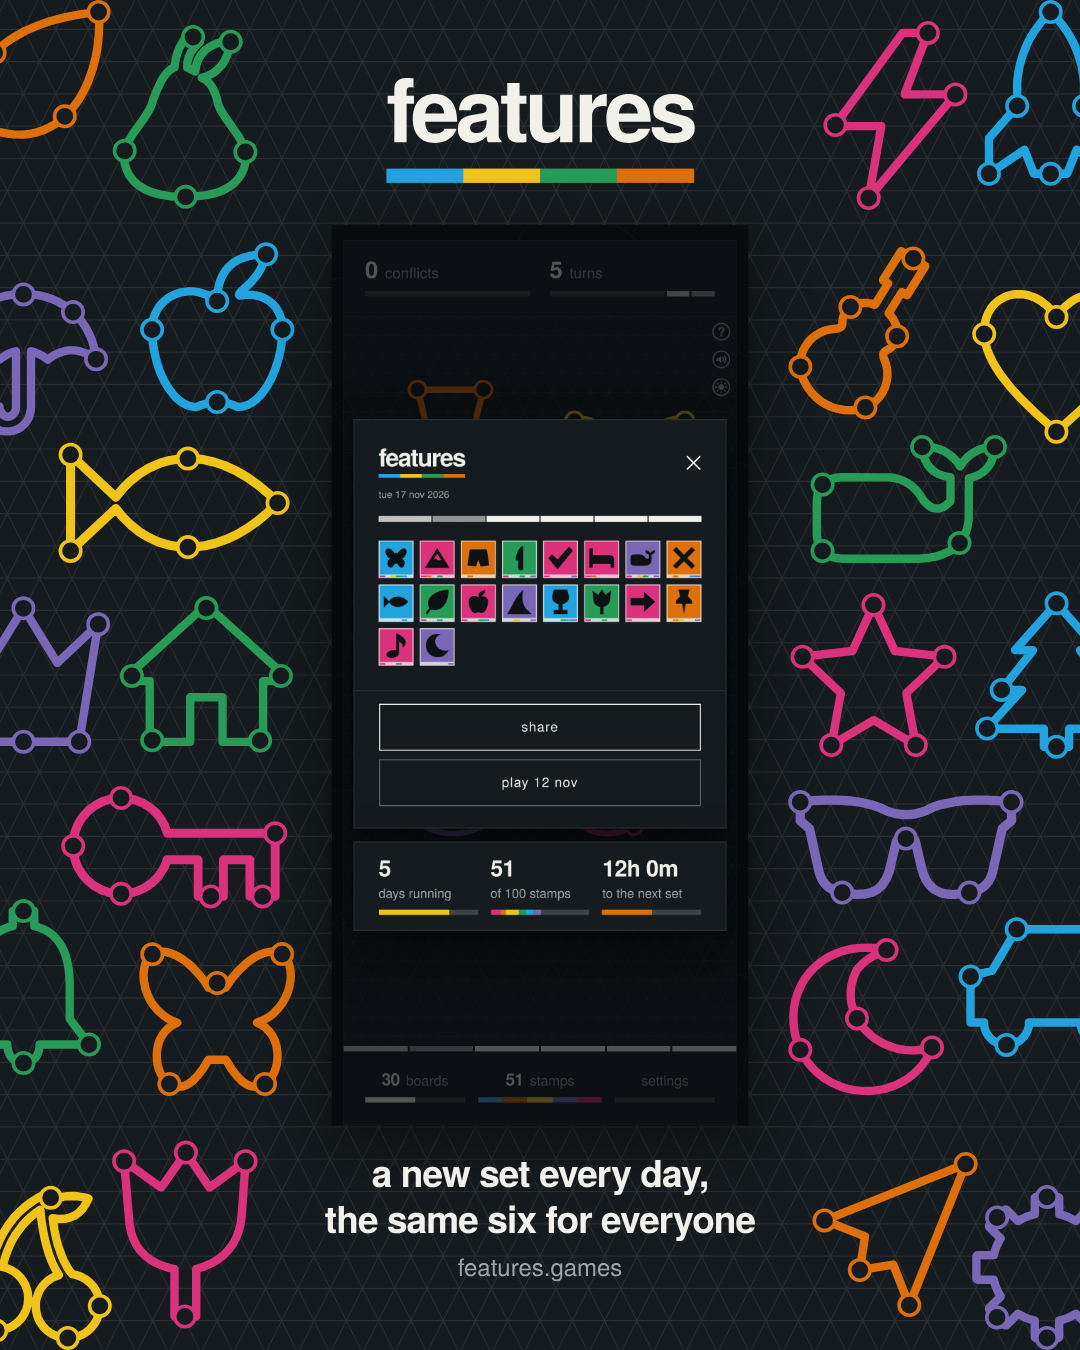 features
0 conflicts
5 turns
?
features
tue 17 nov 2026
share
play 12 nov
5
days running
51
of 100 stamps
12h 0m
to the next set
30 boards
51 stamps
settings
a new set every day,
the same six for everyone
features.games